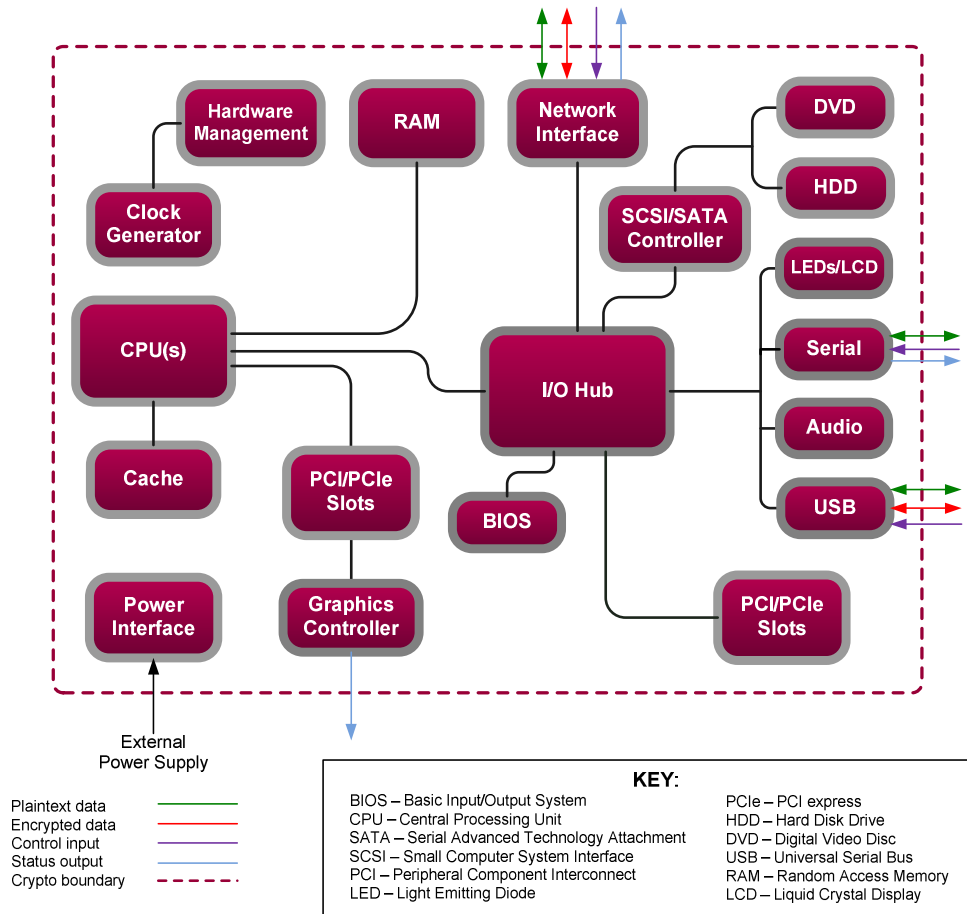 Hardware
Management
RAM
Network
Interface
DVD
HDD
Clock
Generator
SCSI/SATA
Controller
LEDs/LCD
CPU(s)
I/O Hub
Serial
Audio
Cache
PCI/PCIe
Slots
BIOS
USB
Power
Interface
Graphics
Controller
PCI/PCIe
Slots
External
Power Supply
Plaintext data
Encrypted data
Control input
Status output
Crypto boundary
KEY:
BIOS – Basic Input/Output System
CPU – Central Processing Unit
SATA – Serial Advanced Technology Attachment
SCSI – Small Computer System Interface
PCI – Peripheral Component Interconnect
LED – Light Emitting Diode
PCIe – PCI express
HDD – Hard Disk Drive
DVD – Digital Video Disc
USB – Universal Serial Bus
RAM – Random Access Memory
LCD – Liquid Crystal Display